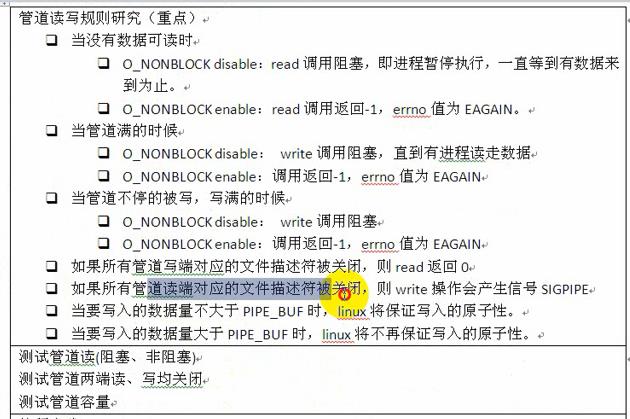 管道读写规则研究（重点）
当没有数据可读时
O_NONBLOCK disable：read 调用阻塞，即进程暂停执行，一直等到有数据来
到为止。
O_NONBLOCK enable：read 调用返回-1，errno 值为 EAGAIN。
当管道满的时候
O_NONBLOCK disable： write 调用阻塞，直到有进程读走数据
O_NONBLOCK enable：调用返回-1，errno 值为 EAGAIN
当管道不停的被写，写满的时候
O_NONBLOCK disable： write 调用阻塞
O_NONBLOCK enable：调用返回-1，errno 值为 EAGAIN
如果所有管道写端对应的文件描述符被关闭，则 read 返回 0
如果所有管道读端对应的文件描述符被关闭，则 write 操作会产生信号 SIGPIPE
当要写入的数据量不大于 PIPE_BUF 时，linux 将保证写入的原子性。
当要写入的数据量大于 PIPE_BUF 时，linux 将不再保证写入的原子性。
测试管道读(阻塞、非阻塞)
测试管道两端读、写均关闭
测试管道容量